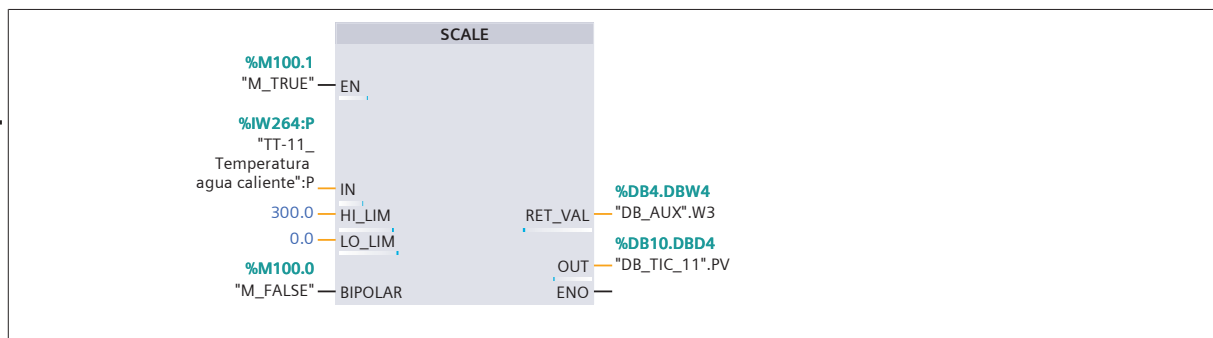 SCALE
%M100.1
"M_TRUE"
EN
%IW264:P
"TT-11_
Temperatura
agua caliente":P
IN
300.0
HI_LIM
0.0
LO_LIM
%M100.0
"M_FALSE"
BIPOLAR
%DB4.DBW4
RET_VAL
"DB_AUX".W3
%DB10.DBD4
OUT
"DB_TIC_11".PV
ENO